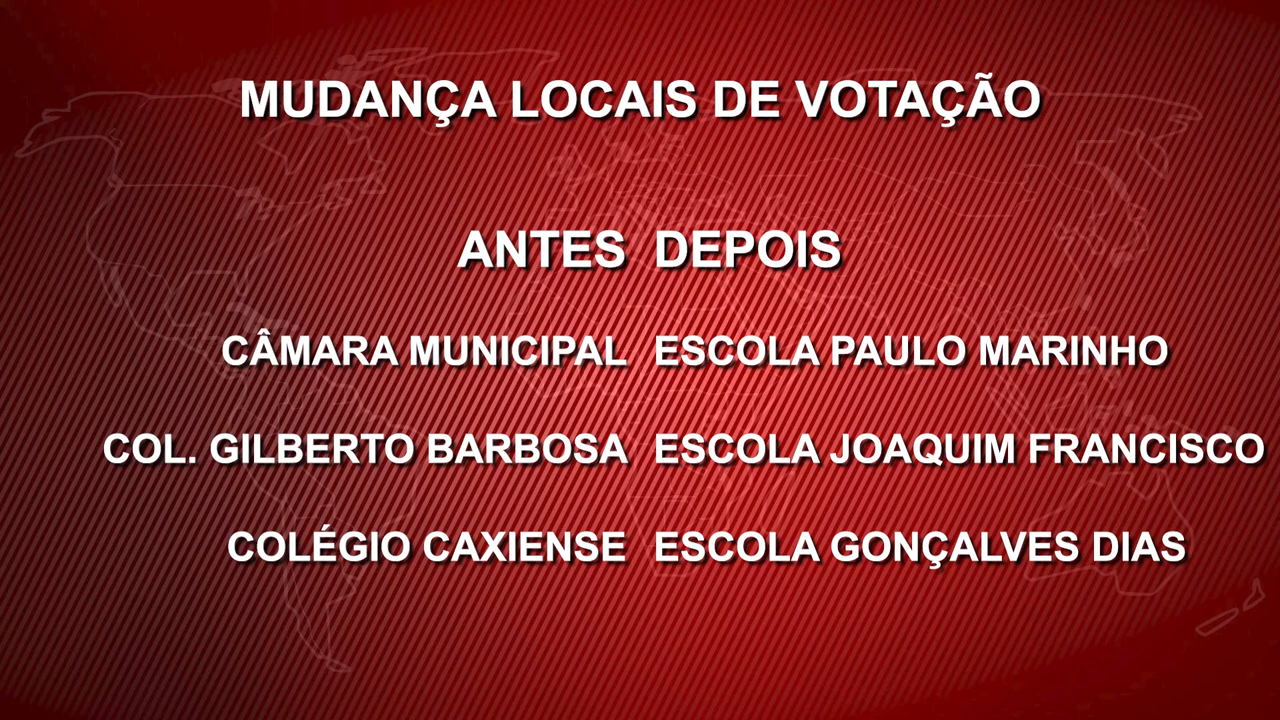 MUDANÇA LOCAIS DE VOTAÇÃO
ANTES DEPOIS
CÂMARA MUNICIPAL ESCOLA PAULO MARINHO
COL. GILBERTO BARBOSA ESCOLA JOAQUIM FRANCISCO
COLÉGIO CAXIENSE ESCOLA GONÇALVES DIAS